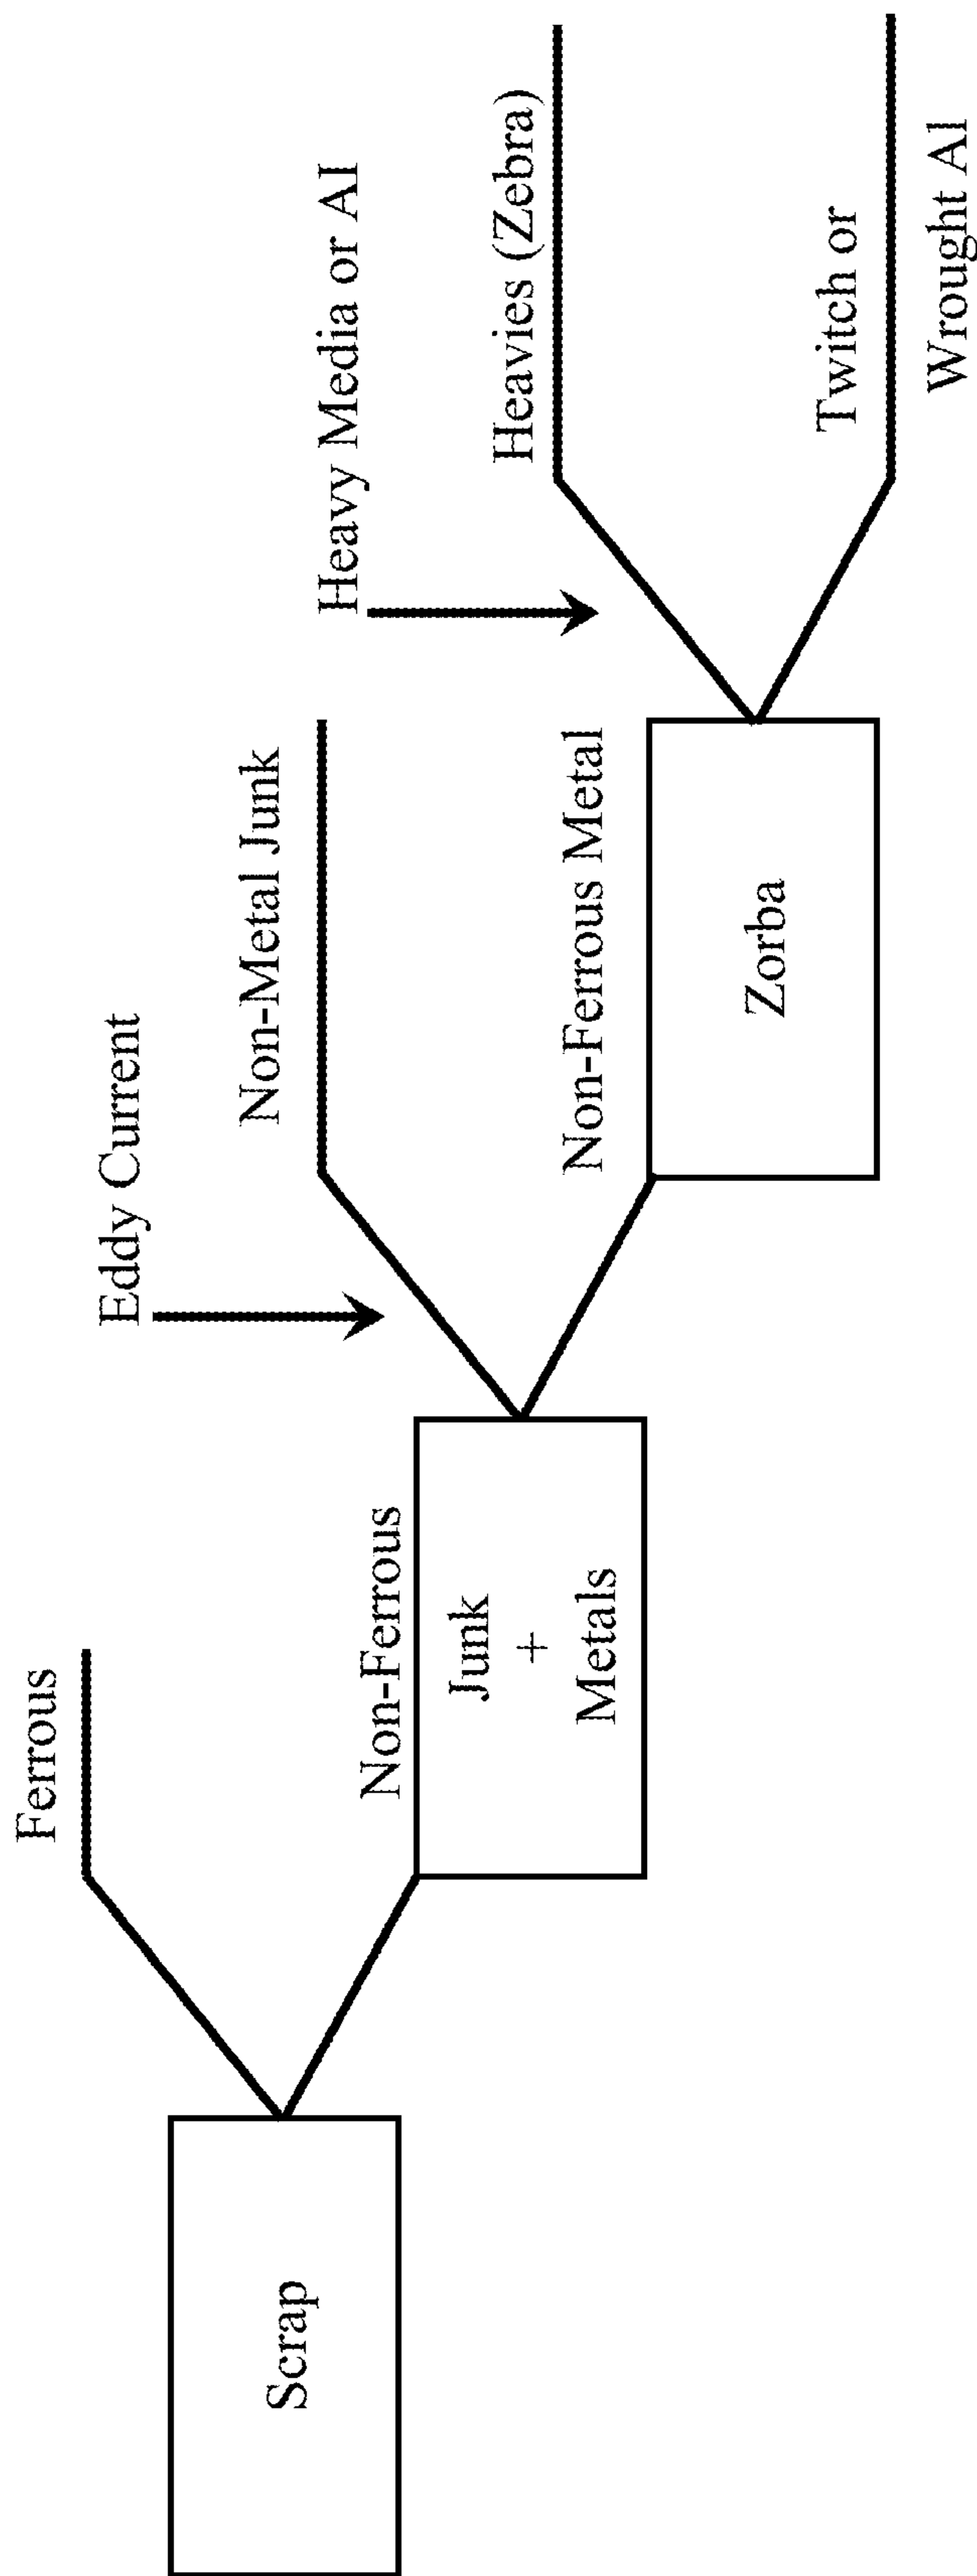 Scrap
Ferrous
Non-Ferrous
Junk
+
Metals
Eddy Current
Non-Metal Junk
Non-Ferrous Metal
Zorba
Heavy Media or AI
Heavies (Zebra)
Twitch or
Wrought Al